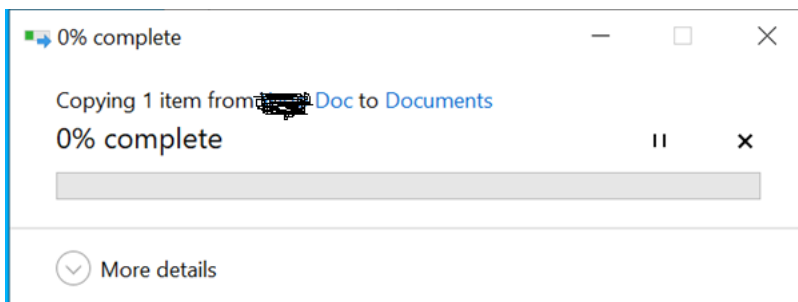 0% complete
Copying 1 item from Doc to Documents
0% complete
More details